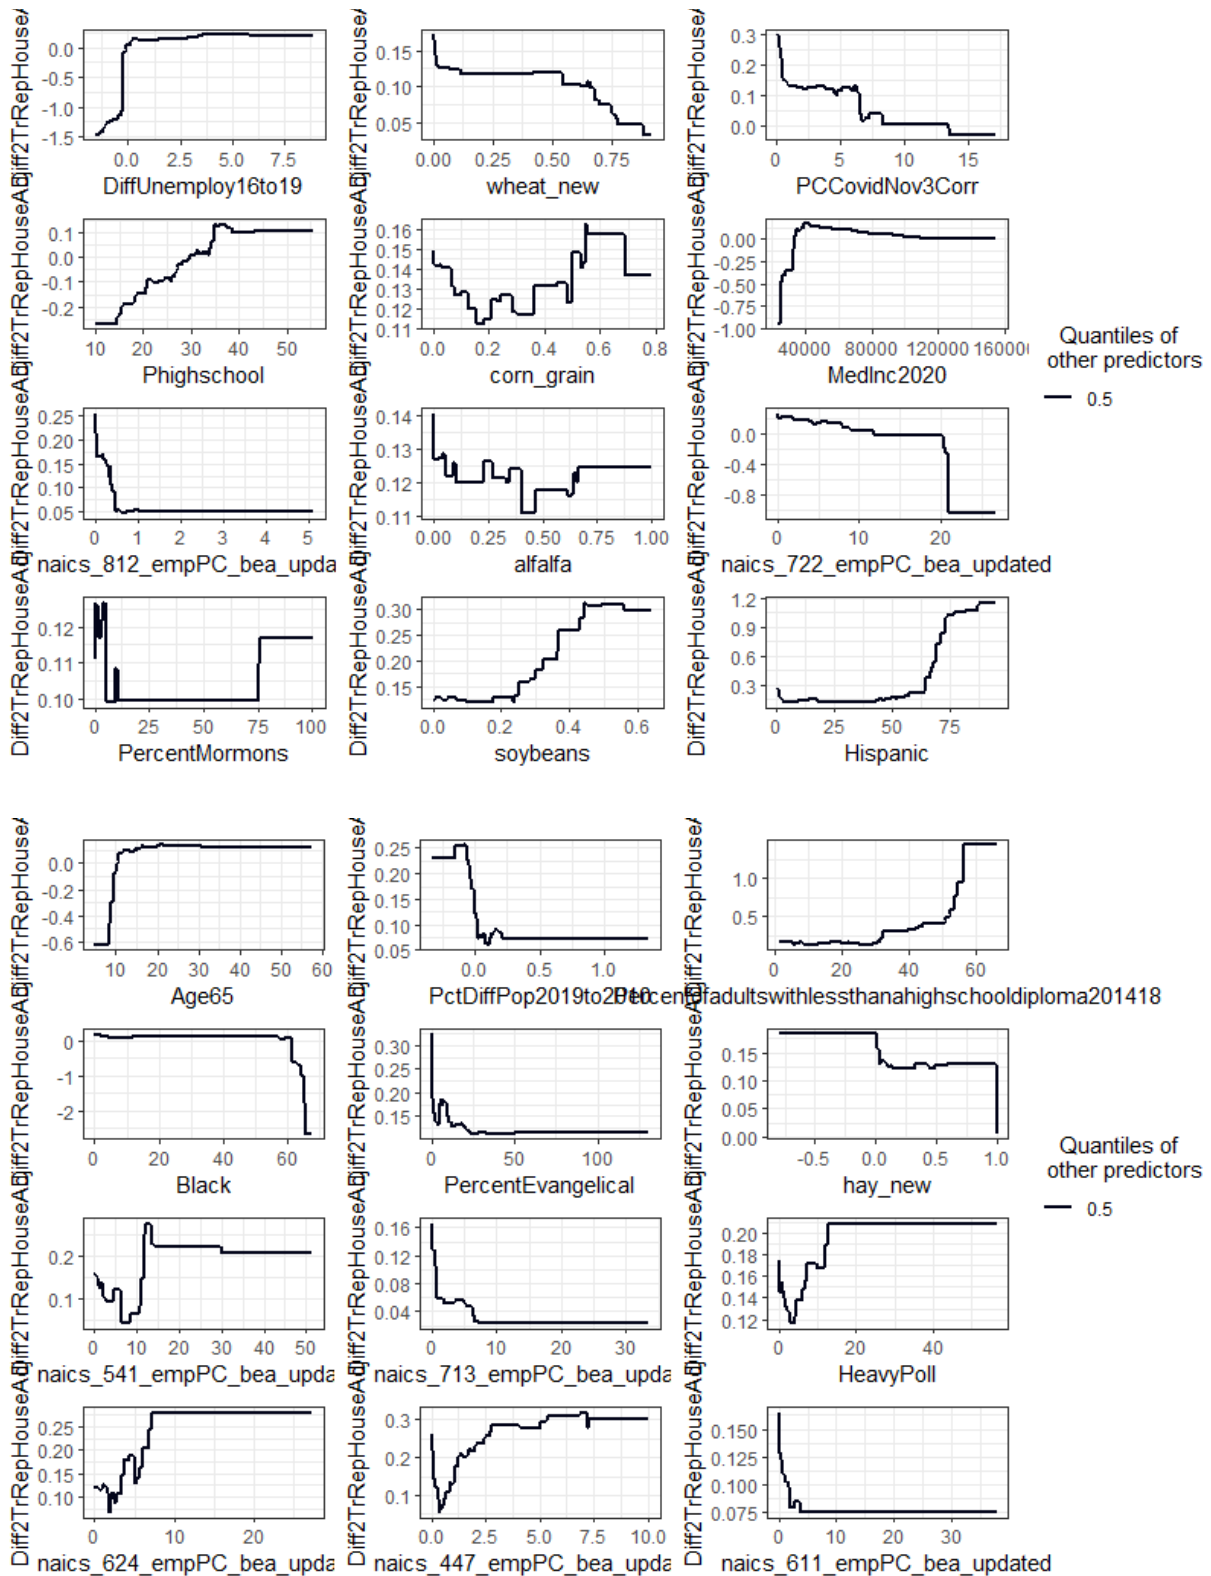 Diff2TrRepHouseA
0.0
-0.5
-1.0
-1.5
0.0 2.5 5.0 7.5
DiffUnemploy16to19
0.15
0.10
0.05
0.00 0.25 0.50 0.75
wheat_new
0.3
0.2
0.1
0.0
0 5 10 15
PCCovidNov3Corr
Diff2TrRepHouseA
0.1
0.0
-0.1
-0.2
10 20 30 40 50
Phighschool
0.16
0.15
0.14
0.13
0.12
0.11
0.0 0.2 0.4 0.6 0.8
corn_grain
0.00
-0.25
-0.50
-0.75
-1.00
40000 80000 120000 16000
MedInc2020
Quantiles of
other predictors
0.5
Diff2TrRepHouseA
0.25
0.20
0.15
0.10
0.05
0 1 2 3 4 5
naics_812_empPC_bea_upda
0.14
0.13
0.12
0.11
0.00 0.25 0.50 0.75 1.00
alfalfa
0.0
-0.4
-0.8
0 10 20
naics_722_empPC_bea_updated
Diff2TrRepHouseA
0.12
0.11
0.10
0 25 50 75 100
PercentMormons
0.30
0.25
0.20
0.15
0.0 0.2 0.4 0.6
soybeans
1.2
0.9
0.6
0.3
0 25 50 75
Hispanic
Diff2TrRepHouseA
0.0
-0.2
-0.4
-0.6
10 20 30 40 50 60
Age65
0.25
0.20
0.15
0.10
0.05
0.0 0.5 1.0
PctDiffPop2019to2010
1.0
0.5
0 20 40 60
Percentofadultswithlessthanahighschooldiploma201418
Diff2TrRepHouseA
0
-1
-2
0 20 40 60
Black
0.30
0.25
0.20
0.15
0 50 100
PercentEvangelical
0.15
0.10
0.05
0.00
-0.5 0.0 0.5 1.0
hay_new
Quantiles of
other predictors
0.5
Diff2TrRepHouseA
0.2
0.1
0 10 20 30 40 50
naics_541_empPC_bea_upda
0.16
0.12
0.08
0.04
0 10 20 30
naics_713_empPC_bea_upda
0.20
0.18
0.16
0.14
0.12
0 20 40
HeavyPoll
Diff2TrRepHouseA
0.25
0.20
0.15
0.10
0 10 20
naics_624_empPC_bea_upda
0.3
0.2
0.1
0.0 2.5 5.0 7.5 10.0
naics_447_empPC_bea_upda
0.150
0.125
0.100
0.075
0 10 20 30
naics_611_empPC_bea_updated